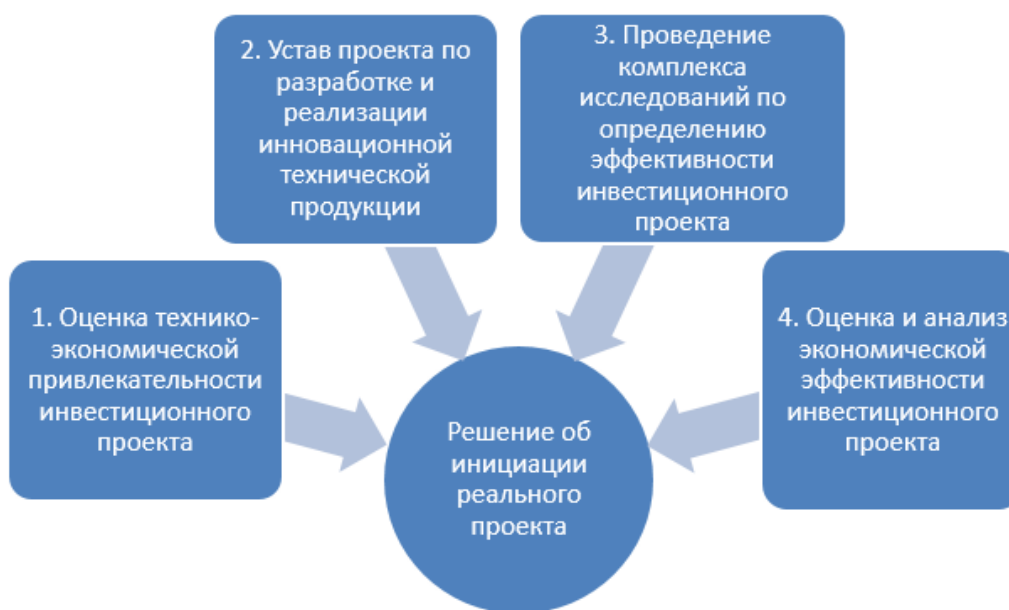 2. Устав проекта по
разработке и
реализации
инновационной
технической
продукции
3. Проведение
комплекса
исследований по
определению
эффективности
инвестиционного
проекта
1. Оценка технико-
экономической
привлекательности
инвестиционного
проекта
4. Оценка и анализ
экономической
эффективности
инвестиционного
проекта
Решение об
инициации
реального
проекта